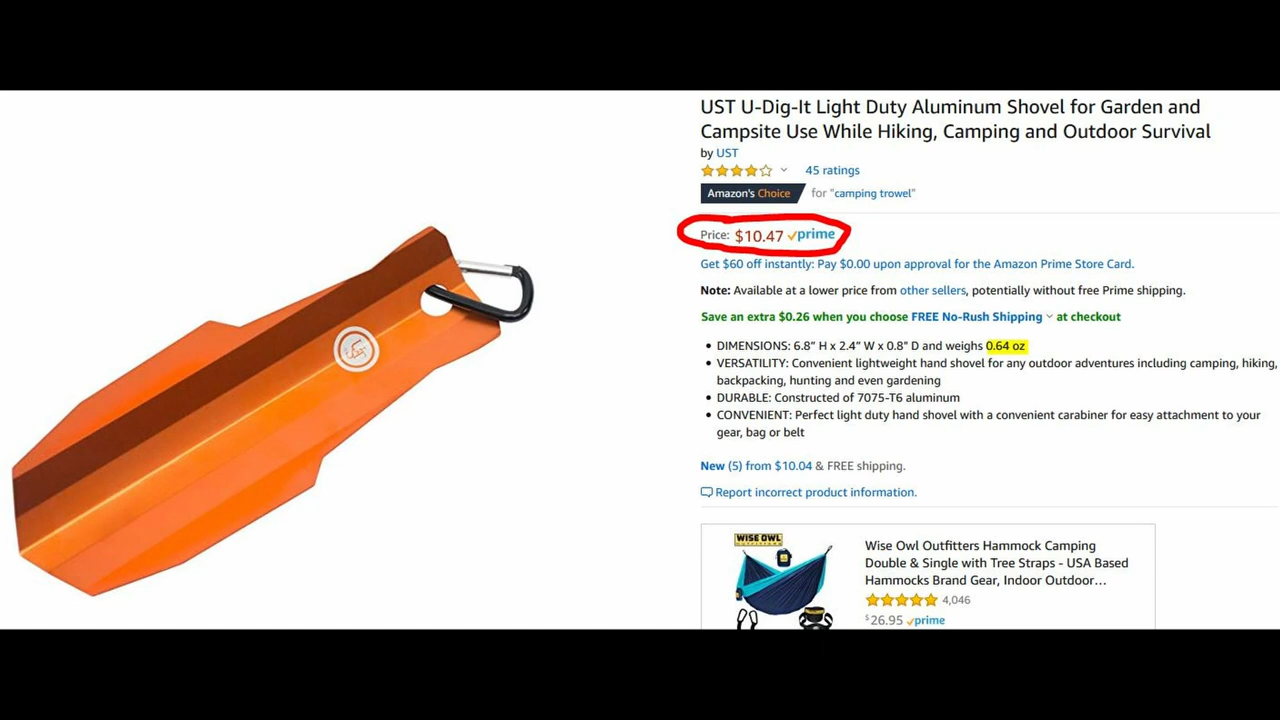 UST U-Dig-It Light Duty Aluminum Shovel for Garden and
Campsite Use While Hiking, Camping and Outdoor Survival
by UST
45 ratings
Amazon's Choice for "camping trowel"
Price: $10.47 prime
Get $60 off instantly: Pay $0.00 upon approval for the Amazon Prime Store Card.
Note: Available at a lower price from other sellers, potentially without free Prime shipping.
Save an extra $0.26 when you choose FREE No-Rush Shipping at checkout
• DIMENSIONS: 6.8” H x 2.4” W x 0.8" D and weighs 0.64 oz
• VERSATILITY: Convenient lightweight hand shovel for any outdoor adventures including camping, hiking,
backpacking, hunting and even gardening
• DURABLE: Constructed of 7075-T6 aluminum
• CONVENIENT: Perfect light duty hand shovel with a convenient carabiner for easy attachment to your
gear, bag or belt
New (5) from $10.04 & FREE shipping.
Report incorrect product information.
WISE OWL
Wise Owl Outfitters Hammock Camping
Double & Single with Tree Straps - USA Based
Hammocks Brand Gear, Indoor Outdoor…
4,046
$26.95 prime